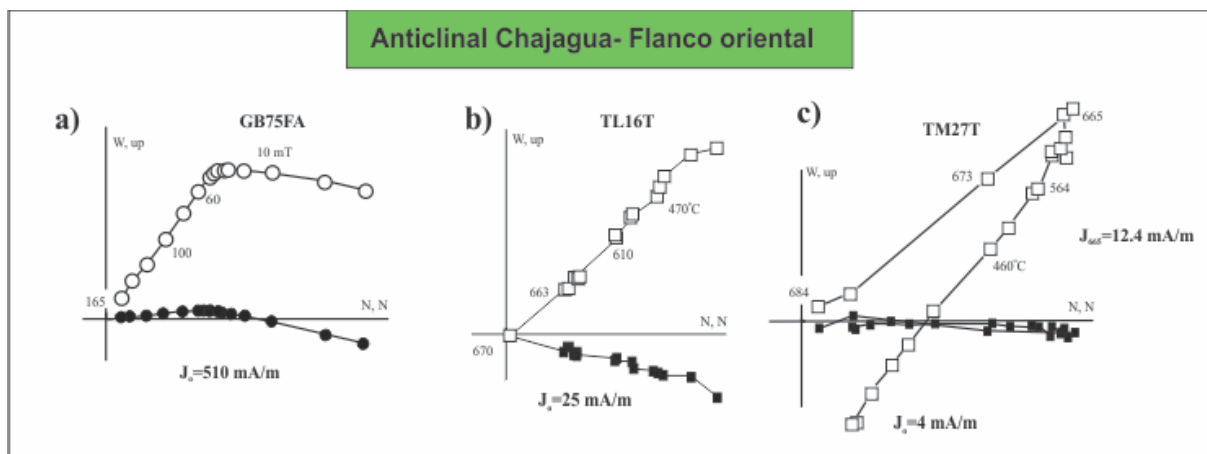 Anticlinal Chajagua- Flanco oriental
a)
GB75FA
W, up
10 mT
60
100
165
N, N
Jₒ=510 mA/m
b)
TL16T
W, up
470°C
610
663
N, N
670
Jₒ=25 mA/m
c)
TM27T
W, up
665
673
564
J₆₆₅=12.4 mA/m
460°C
684
N, N
Jₒ=4 mA/m